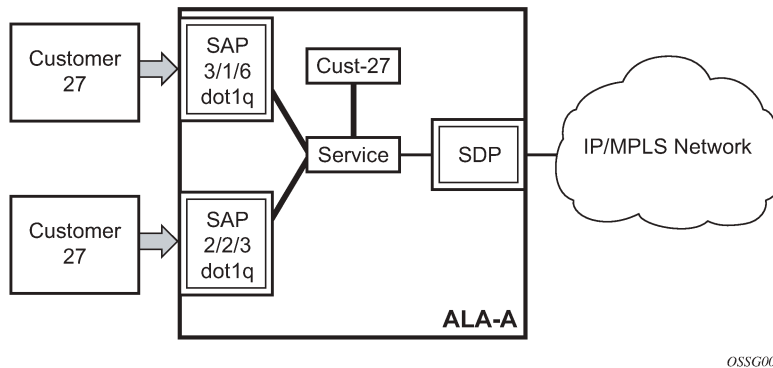 Customer
27
SAP
3/1/6
dot1q
Cust-27
Service
SDP
IP/MPLS Network
Customer
27
SAP
2/2/3
dot1q
ALA-A
OSSG00